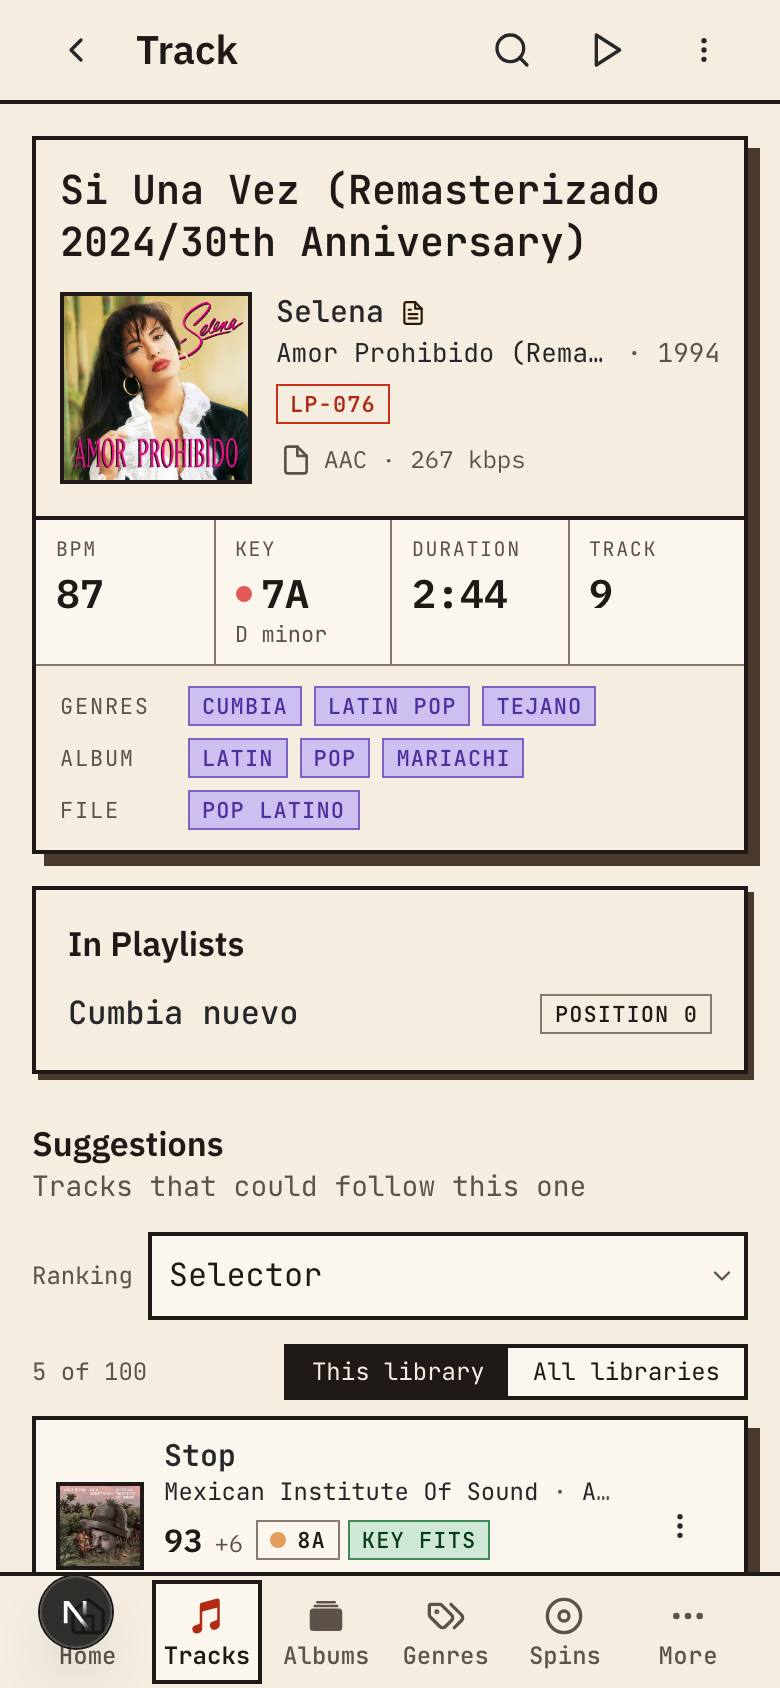 Track
Si Una Vez (Remasterizado
2024/30th Anniversary)
Selena
Selena
AMOR PROHIBIDO
Amor Prohibido (Rema… · 1994
LP-076
AAC · 267 kbps
BPM
87
KEY
7A
D minor
DURATION
2:44
TRACK
9
GENRES CUMBIA LATIN POP TEJANO
ALBUM LATIN POP MARIACHI
FILE POP LATINO
In Playlists
Cumbia nuevo POSITION 0
Suggestions
Tracks that could follow this one
Ranking Selector
5 of 100 This library All libraries
Stop
Mexican Institute Of Sound · A…
93 +6 8A KEY FITS
N
Home Tracks Albums Genres Spins More